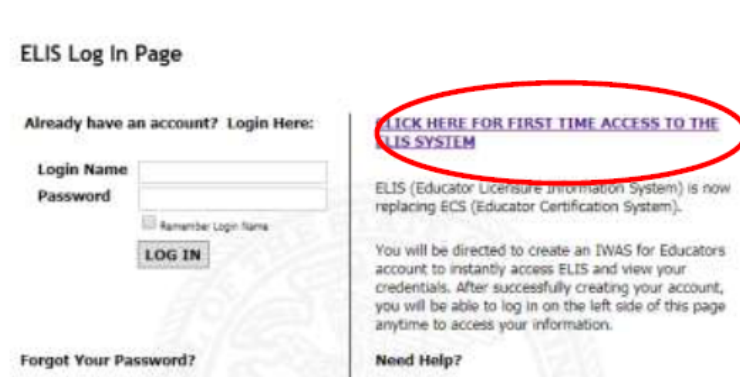 ELIS Log In Page
Already have an account? Login Here:
Login Name
Password
Remember Login Name
LOG IN
Forgot Your Password?
CLICK HERE FOR FIRST TIME ACCESS TO THE
ELIS SYSTEM
ELIS (Educator Licensure Information System) is now
replacing ECS (Educator Certification System).
You will be directed to create an IWAS for Educators
account to instantly access ELIS and view your
credentials. After successfully creating your account,
you will be able to log in on the left side of this page
anytime to access your information.
Need Help?